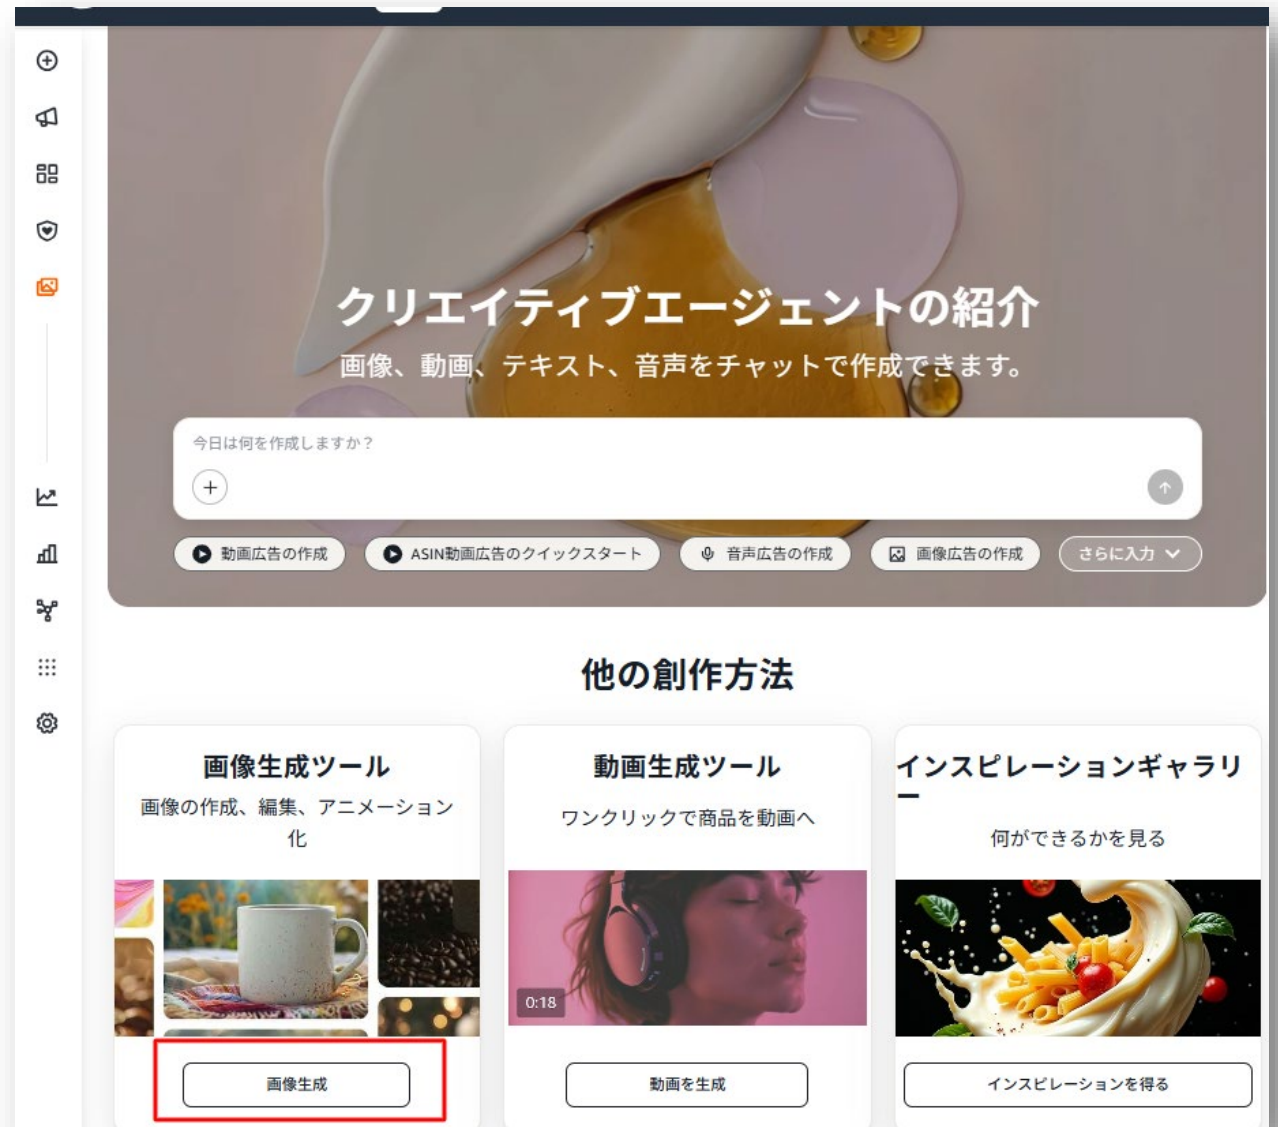 クリエイティブエージェントの紹介
画像、動画、テキスト、音声をチャットで作成できます。
今日は何を作成しますか？
動画広告の作成
ASIN動画広告のクイックスタート
音声広告の作成
画像広告の作成
さらに入力
他の創作方法
画像生成ツール
画像の作成、編集、アニメーション
化
画像生成
動画生成ツール
ワンクリックで商品を動画へ
0:18
動画を生成
インスピレーションギャラリ
ー
何ができるかを見る
インスピレーションを得る